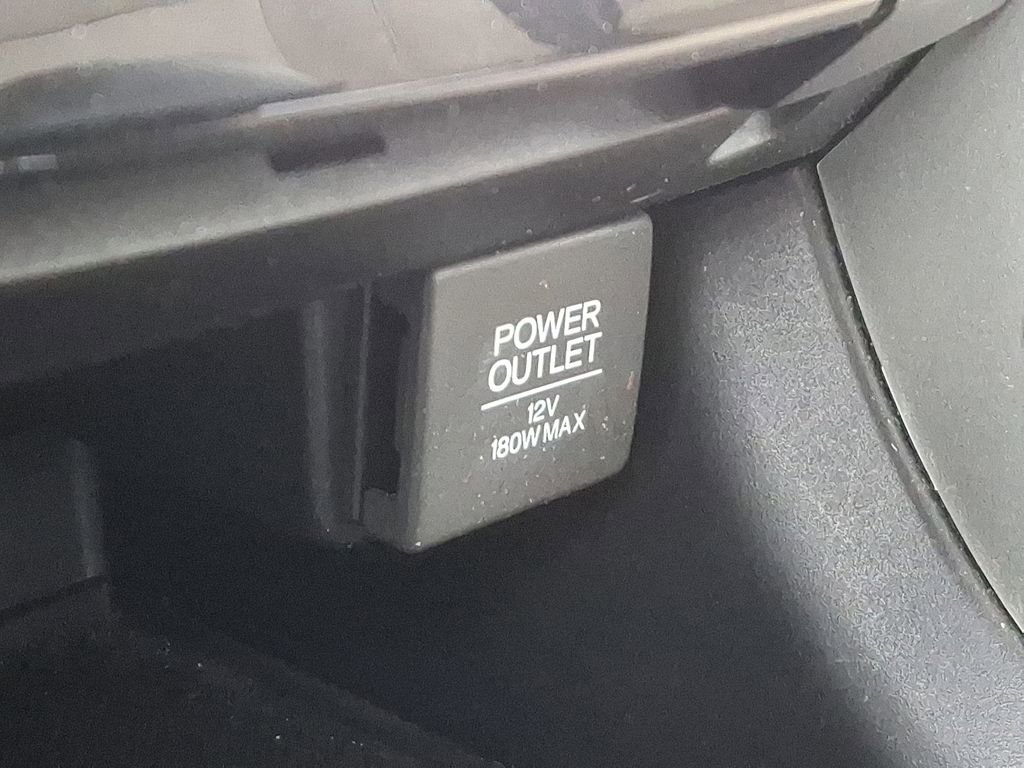 POWER
OUTLET
12V
180W MAX